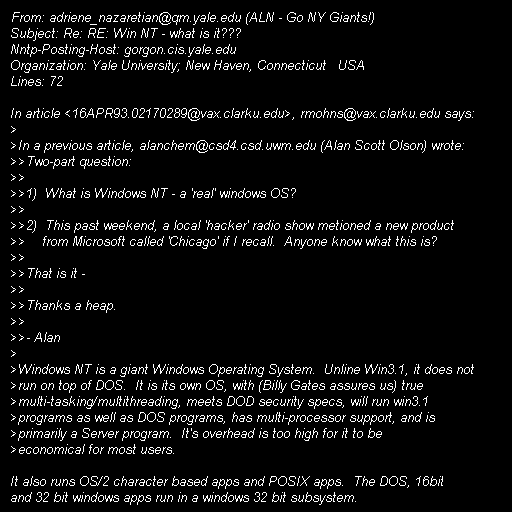 From: adriene_nazaretian@qm.yale.edu (ALN - Go NY Giants!)
Subject: Re: RE: Win NT - what is it???
Nntp-Posting-Host: gorgon.cis.yale.edu
Organization: Yale University; New Haven, Connecticut   USA
Lines: 72

In article <16APR93.02170289@vax.clarku.edu>, rmohns@vax.clarku.edu says:
>
>In a previous article, alanchem@csd4.csd.uwm.edu (Alan Scott Olson) wrote:
>>Two-part question:
>>
>>1)  What is Windows NT - a 'real' windows OS?
>>
>>2)  This past weekend, a local 'hacker' radio show metioned a new product
>>    from Microsoft called 'Chicago' if I recall.  Anyone know what this is?
>>
>>That is it -
>>
>>Thanks a heap.
>>
>>- Alan
>
>Windows NT is a giant Windows Operating System.  Unline Win3.1, it does not
>run on top of DOS.  It is its own OS, with (Billy Gates assures us) true
>multi-tasking/multithreading, meets DOD security specs, will run win3.1
>programs as well as DOS programs, has multi-processor support, and is
>primarily a Server program.  It's overhead is too high for it to be
>economical for most users.

It also runs OS/2 character based apps and POSIX apps.  The DOS, 16bit
and 32 bit windows apps run in a windows 32 bit subsystem.